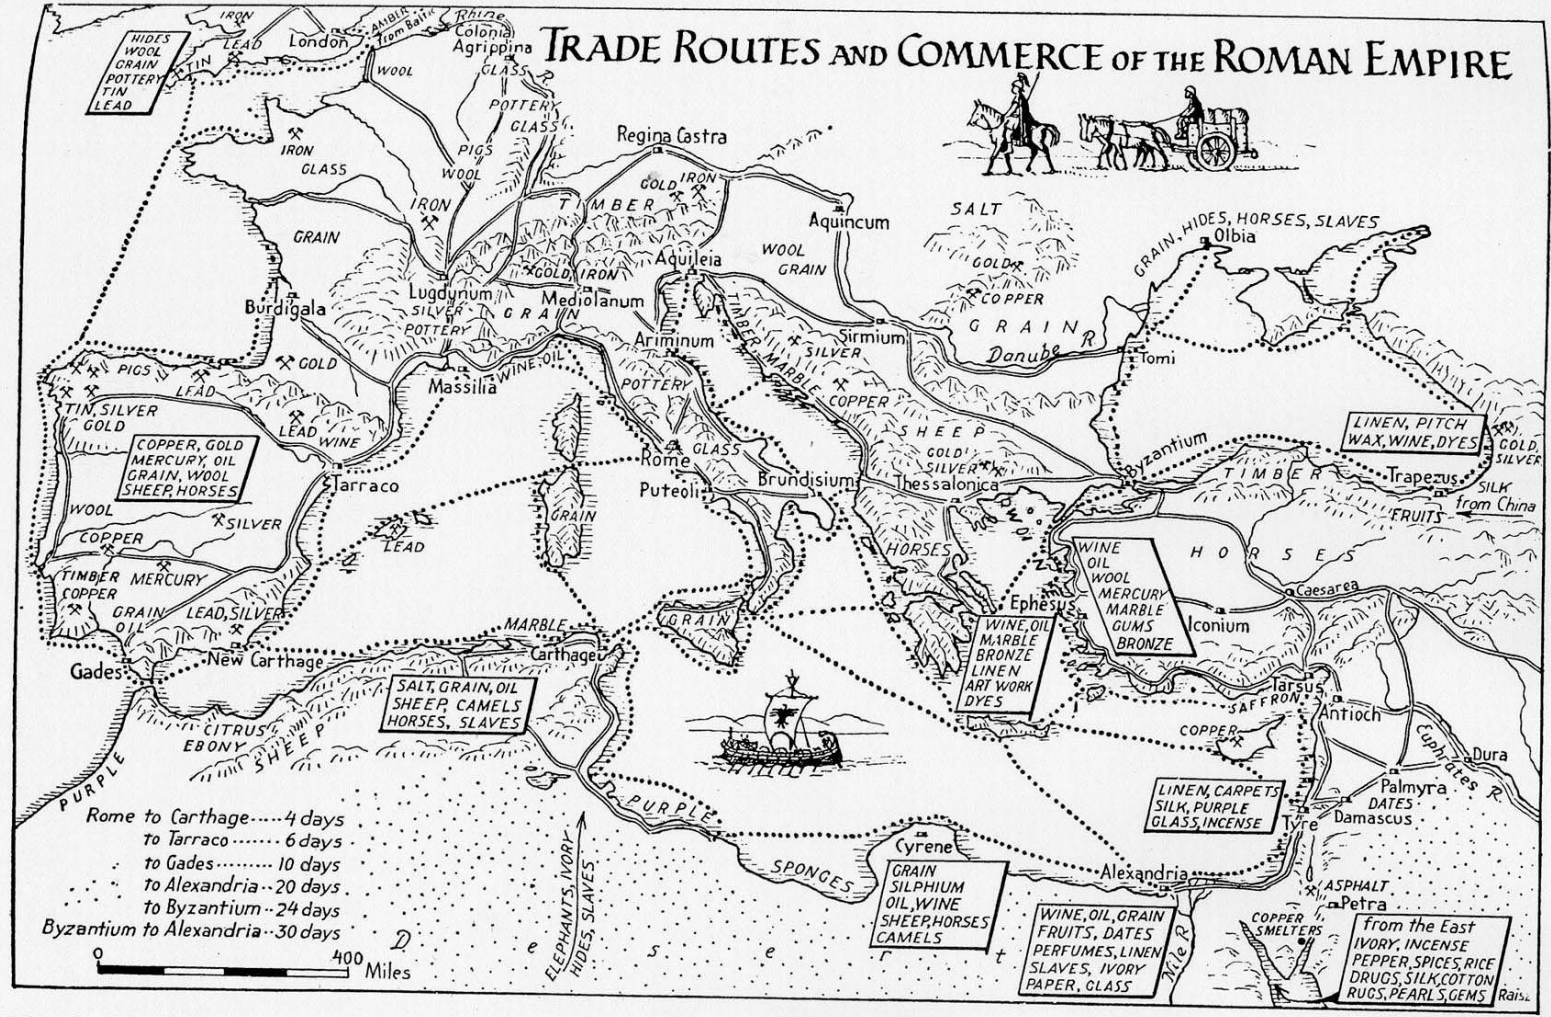 TRADE ROUTES AND COMMERCE OF THE ROMAN EMPIRE
HIDES
WOOL
GRAIN
POTTERY
TIN
LEAD
IRON
LEAD
TIN
London
AMBER
from Baltic
Rhine
R
Colonia
Agrippina
GLASS
WOOL
POTTERY
GLASS
PIGS
WOOL
IRON
GLASS
IRON
GRAIN
Regina Castra
GOLD
IRON
TIMBER
Aquincum
WOOL
GRAIN
SALT
GOLD
COPPER
GRAIN
GRAIN, HIDES, HORSES, SLAVES
Olbia
Aquileia
GOLD, IRON
Lugdunum
SILVER
POTTERY
Mediolanum
GRAIN
Burdigala
Ariminum
TIMBER MARBLE
SILVER
COPPER
Sirmium
Danube R
Tomi
PIGS
LEAD
GOLD
Massilia
WINE, OIL
POTTERY
TIN, SILVER
GOLD
LEAD
WINE
COPPER, GOLD
MERCURY, OIL
GRAIN, WOOL
SHEEP, HORSES
Tarraco
Rome
GLASS
Puteoli
Brundisium
SHEEP
GOLD
SILVER
Thessalonica
Byzantium
TIMBER
LINEN, PITCH
WAX, WINE, DYES
GOLD,
SILVER
Trapezus
SILK
from China
FRUITS
WOOL
SILVER
COPPER
LEAD
GRAIN
HORSES
HORSES
TIMBER
COPPER
MERCURY
GRAIN
OIL
LEAD, SILVER
WINE
OIL
WOOL
MERCURY
MARBLE
GUMS
BRONZE
Caesarea
Iconium
Ephesus
WINE, OIL
MARBLE
BRONZE
LINEN
ART WORK
DYES
Gades
New Carthage
MARBLE
Carthage
GRAIN
SALT, GRAIN, OIL
SHEEP, CAMELS
HORSES, SLAVES
Tarsus
SAFFRON
Antioch
COPPER
CITRUS
EBONY
SHEEP
PURPLE
Euphrates R.
Dura
Palmyra
DATES
Damascus
LINEN, CARPETS
SILK, PURPLE
GLASS, INCENSE
Tyre
PURPLE
Cyrene
SPONGES
Alexandria
ASPHALT
Petra
COPPER
SMELTERS
GRAIN
SILPHIUM
OIL, WINE
SHEEP, HORSES
CAMELS
WINE, OIL, GRAIN
FRUITS, DATES
PERFUMES, LINEN
SLAVES, IVORY
PAPER, GLASS
Nile R
from the East
IVORY, INCENSE
PEPPER, SPICES, RICE
DRUGS, SILK, COTTON
RUGS, PEARLS, GEMS
Raisz
ELEPHANTS, IVORY
HIDES, SLAVES
Desert
Rome to Carthage.....4 days
to Tarraco.......6 days
to Gades.........10 days
to Alexandria..20 days
to Byzantium..24 days
Byzantium to Alexandria..30 days
0 400
Miles